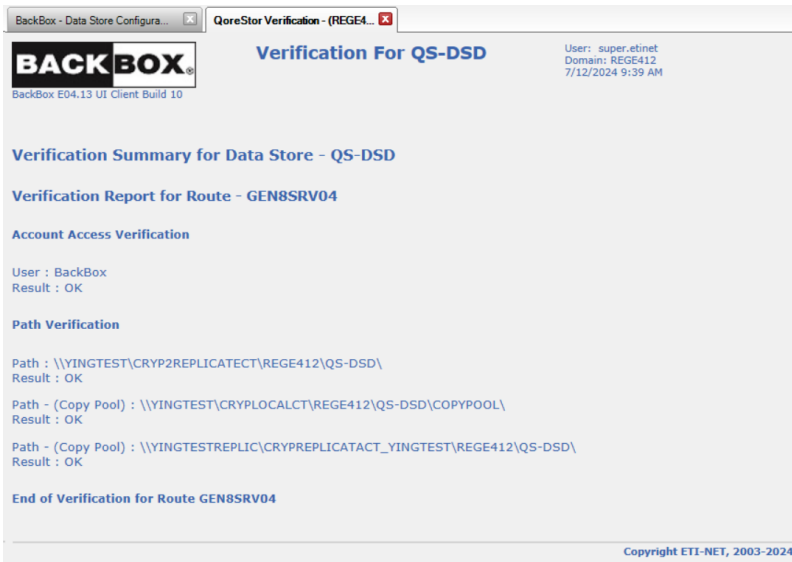 BackBox - Data Store Configura...
QoreStor Verification - (REGE4...
BACKBOX®
BackBox E04.13 UI Client Build 10
Verification For QS-DSD
User: super.etinet
Domain: REGE412
7/12/2024 9:39 AM
Verification Summary for Data Store - QS-DSD
Verification Report for Route - GEN8SRV04
Account Access Verification
User : BackBox
Result : OK
Path Verification
Path : \\YINGTEST\CRYP2REPLICATECT\REGE412\QS-DSD\
Result : OK
Path - (Copy Pool) : \\YINGTEST\CRYPLOCALCT\REGE412\QS-DSD\COPYPOOL\
Result : OK
Path - (Copy Pool) : \\YINGTESTREPLIC\CRYPREPLICATACT_YINGTEST\REGE412\QS-DSD\
Result : OK
End of Verification for Route GEN8SRV04
Copyright ETI-NET, 2003-2024